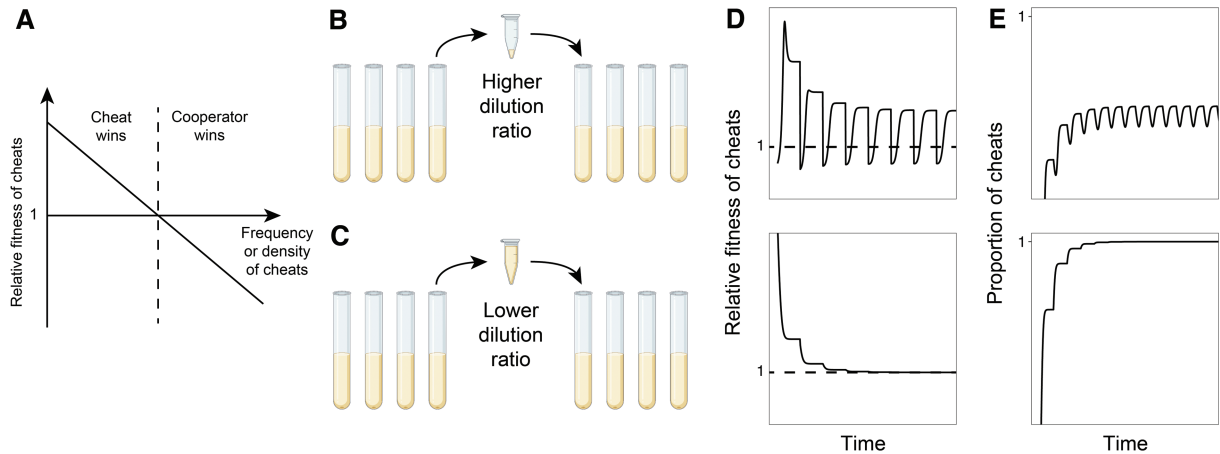 A
Relative fitness of cheats
1
Cheat
wins
Cooperator
wins
Frequency
or density
of cheats
B
Higher
dilution
ratio
C
Lower
dilution
ratio
D
Relative fitness of cheats
1
1
Time
E
Proportion of cheats
1
1
Time